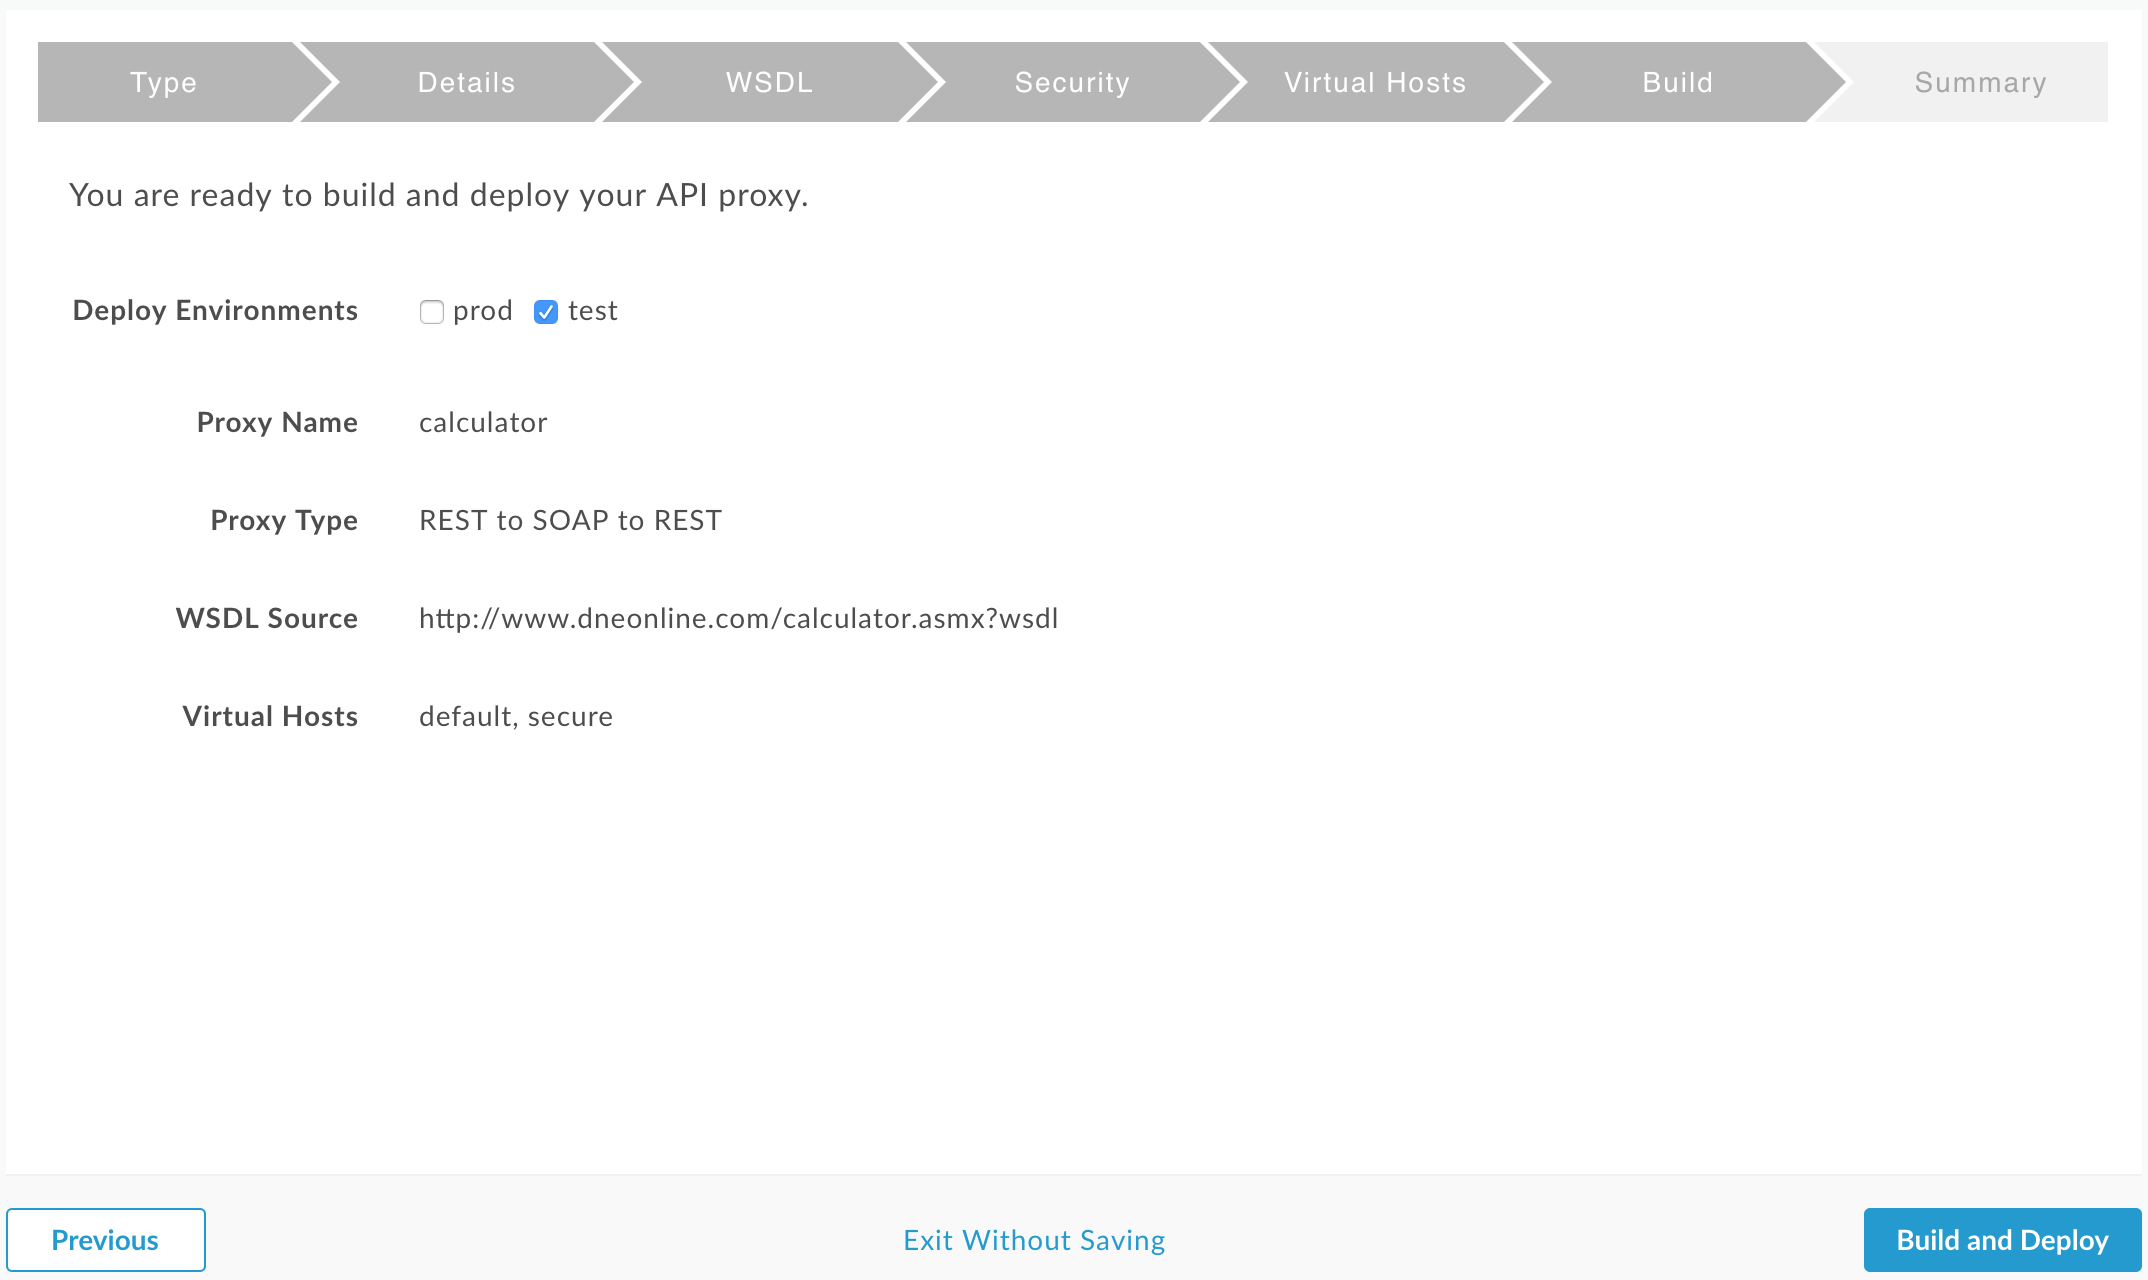 Type Details WSDL Security Virtual Hosts Build Summary
You are ready to build and deploy your API proxy.
Deploy Environments prod test
Proxy Name calculator
Proxy Type REST to SOAP to REST
WSDL Source http://www.dneonline.com/calculator.asmx?wsdl
Virtual Hosts default, secure
Previous Exit Without Saving Build and Deploy